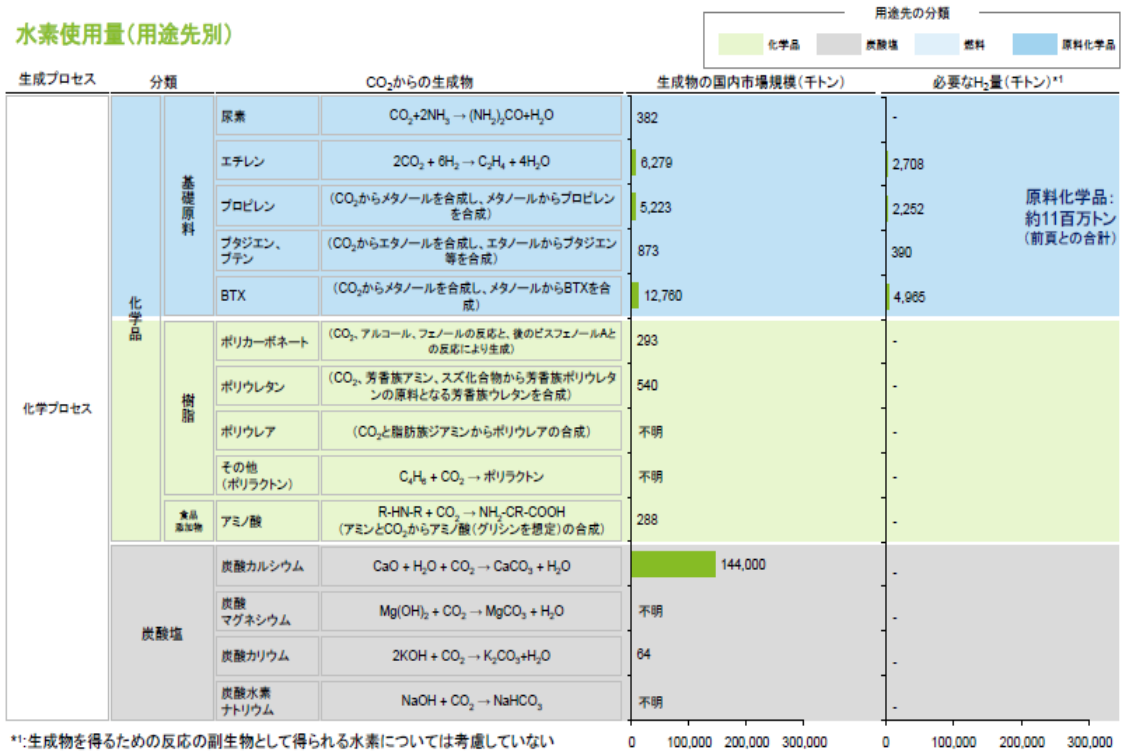 水素使用量(用途先別)
用途先の分類
化学品 炭酸塩 燃料 原料化学品
生成プロセス 分類 CO₂からの生成物 生成物の国内市場規模(千トン) 必要なH₂量(千トン)*¹
化学プロセス
化学品
基礎原料
尿素 CO₂+2NH₃ → (NH₂)₂CO+H₂O 382 -
エチレン 2CO₂ + 6H₂ → C₂H₄ + 4H₂O 6,279 2,708
プロピレン (CO₂からメタノールを合成し、メタノールからプロピレン
を合成) 5,223 2,252
ブタジエン、
ブテン (CO₂からエタノールを合成し、エタノールからブタジエン
等を合成) 873 390
BTX (CO₂からメタノールを合成し、メタノールからBTXを合
成) 12,760 4,965
原料化学品:
約11百万トン
(前頁との合計)
樹脂
ポリカーボネート (CO₂、アルコール、フェノールの反応と、後のビスフェノールAと
の反応により生成) 293 -
ポリウレタン (CO₂、芳香族アミン、スズ化合物から芳香族ポリウレタ
ンの原料となる芳香族ウレタンを合成) 540 -
ポリウレア (CO₂と脂肪族ジアミンからポリウレアの合成) 不明 -
その他
(ポリラクトン) C₄H₆ + CO₂ → ポリラクトン 不明 -
食品
添加物
アミノ酸 R-HN-R + CO₂ → NH₂-CR-COOH
(アミンとCO₂からアミノ酸(グリシンを想定)の合成) 288 -
炭酸塩
炭酸カルシウム CaO + H₂O + CO₂ → CaCO₃ + H₂O 144,000 -
炭酸
マグネシウム Mg(OH)₂ + CO₂ → MgCO₃ + H₂O 不明 -
炭酸カリウム 2KOH + CO₂ → K₂CO₃+H₂O 64 -
炭酸水素
ナトリウム NaOH + CO₂ → NaHCO₃ 不明 -
0 100,000 200,000 300,000 0 100,000 200,000 300,000
*¹:生成物を得るための反応の副生物として得られる水素については考慮していない